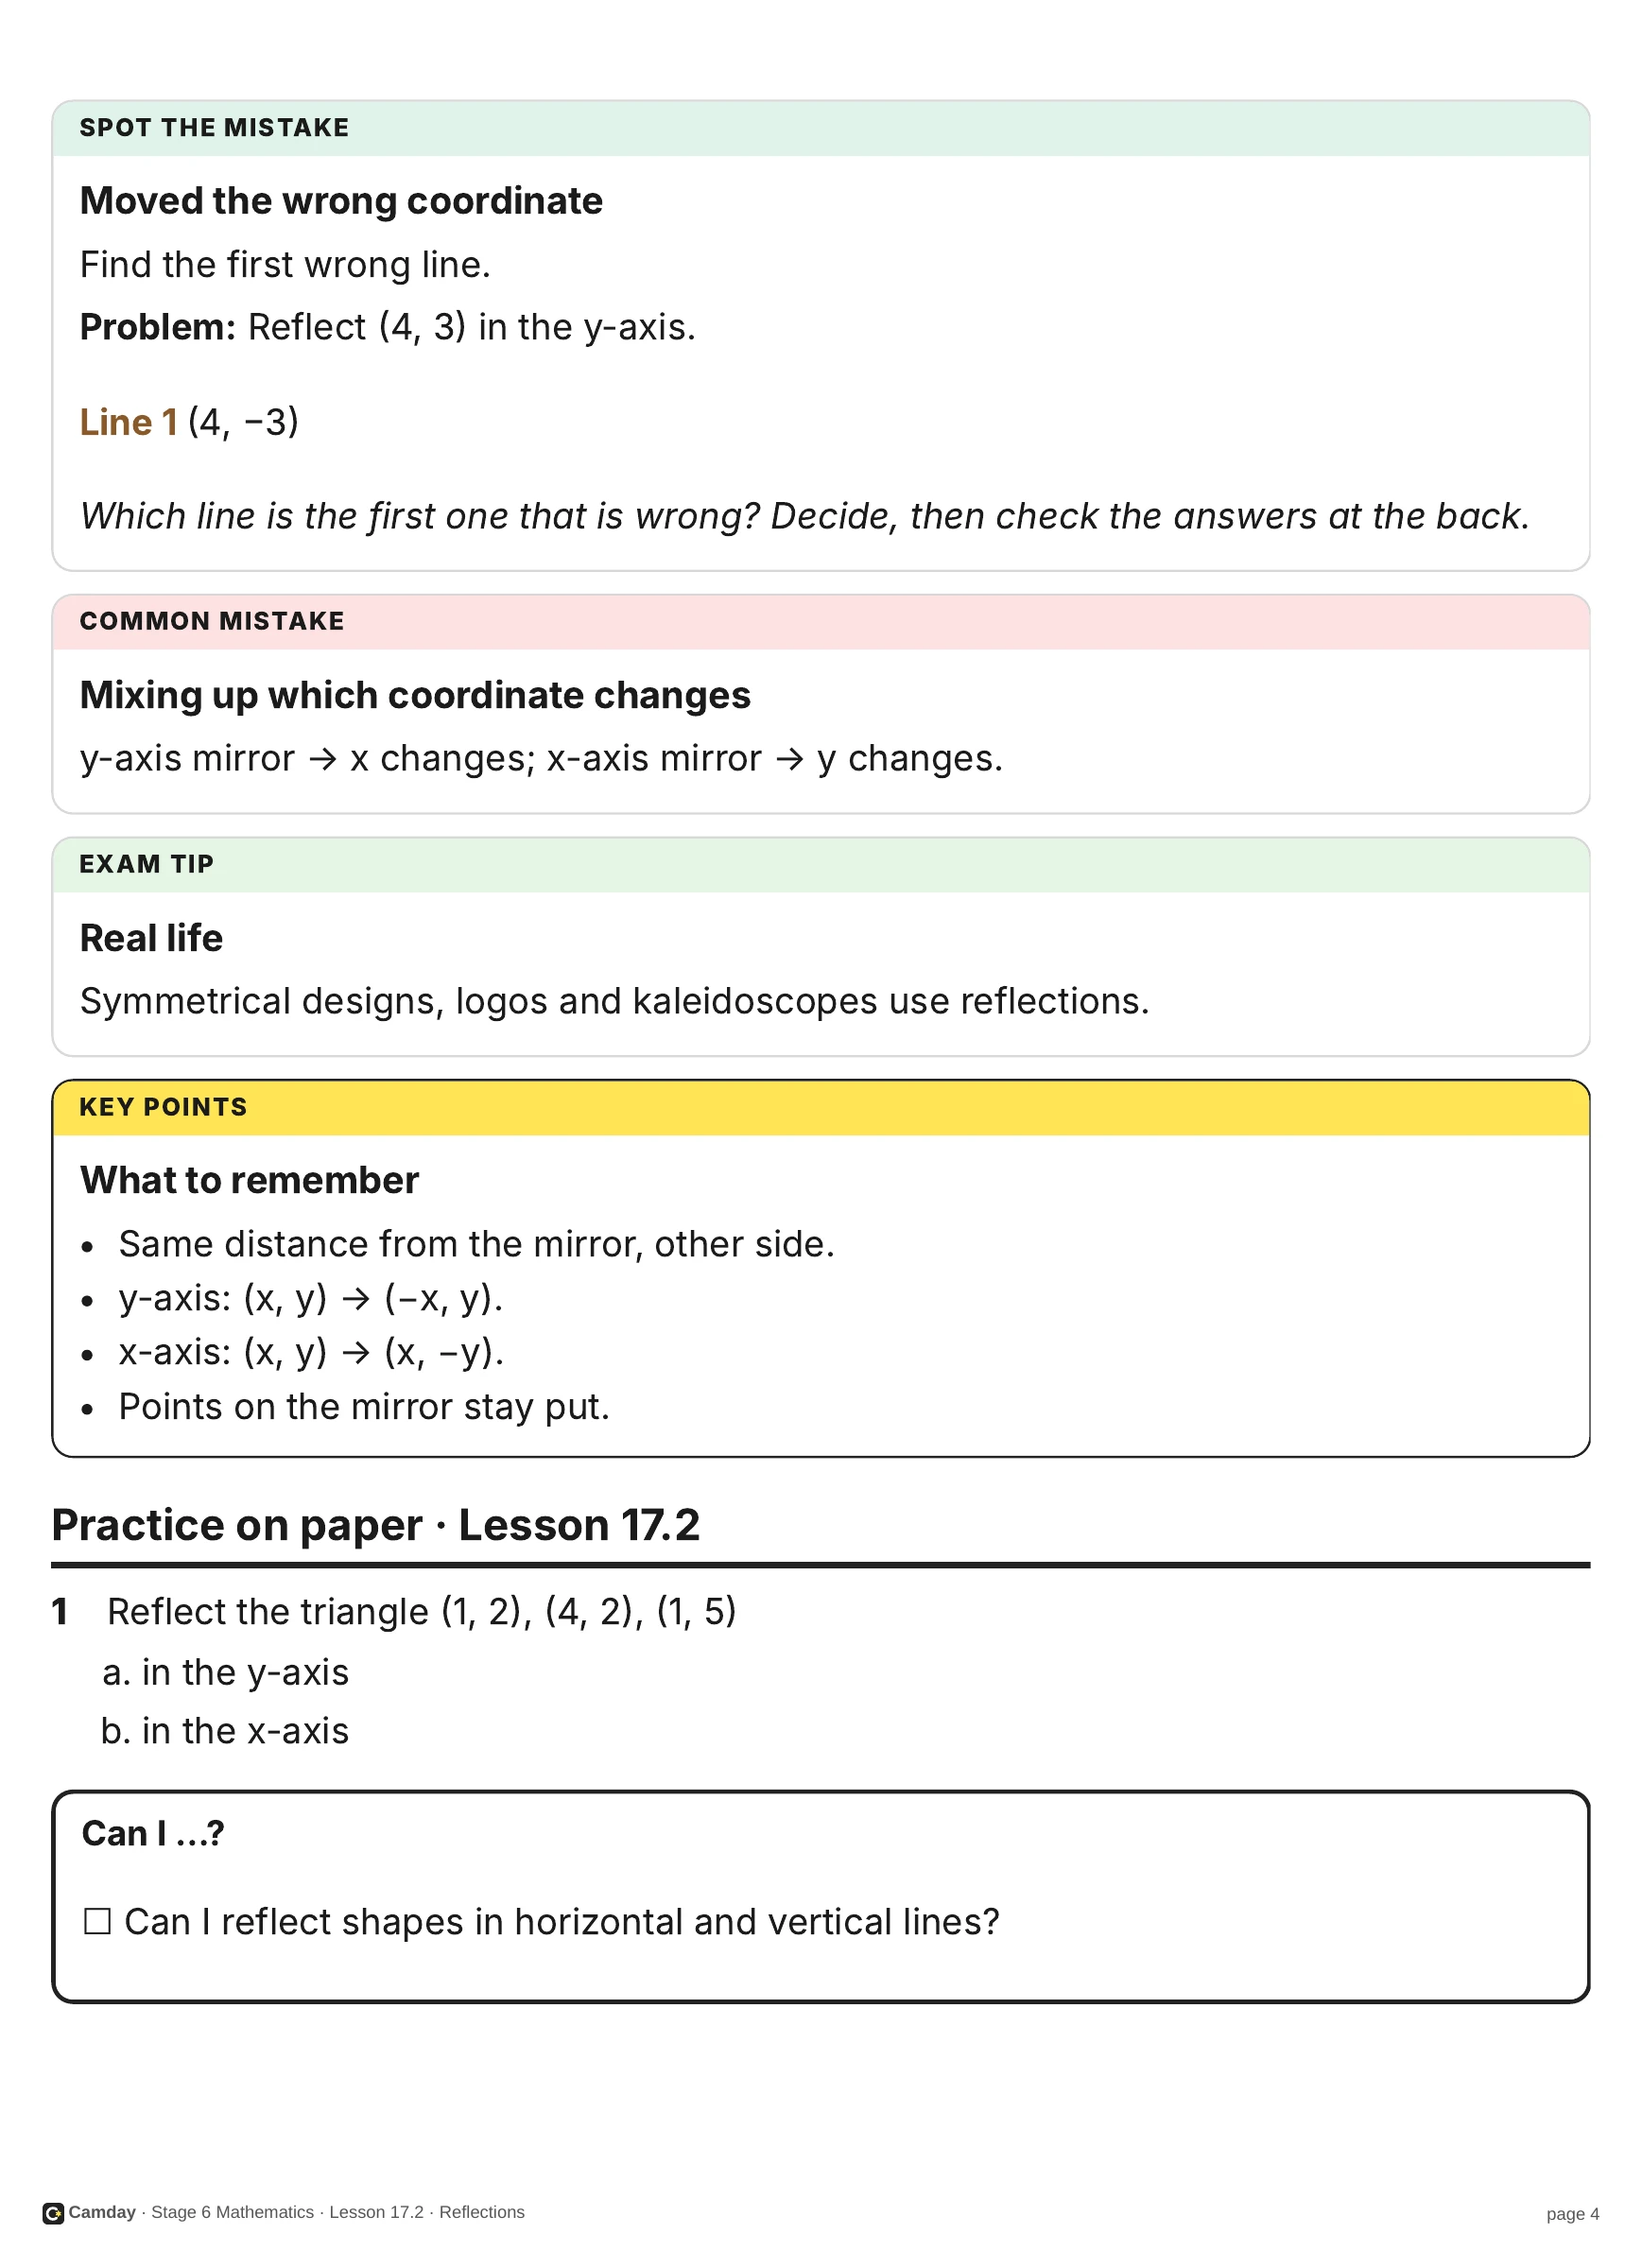 SPOT THE MISTAKE
Moved the wrong coordinate
Find the first wrong line.
Problem: Reflect (4, 3) in the y-axis.
Line 1 (4, −3)
Which line is the first one that is wrong? Decide, then check the answers at the back.
COMMON MISTAKE
Mixing up which coordinate changes
y-axis mirror → x changes; x-axis mirror → y changes.
EXAM TIP
Real life
Symmetrical designs, logos and kaleidoscopes use reflections.
KEY POINTS
What to remember
• Same distance from the mirror, other side.
• y-axis: (x, y) → (−x, y).
• x-axis: (x, y) → (x, −y).
• Points on the mirror stay put.
Practice on paper · Lesson 17.2
1 Reflect the triangle (1, 2), (4, 2), (1, 5)
a. in the y-axis
b. in the x-axis
Can I …?
☐ Can I reflect shapes in horizontal and vertical lines?
Camday · Stage 6 Mathematics · Lesson 17.2 · Reflections
page 4